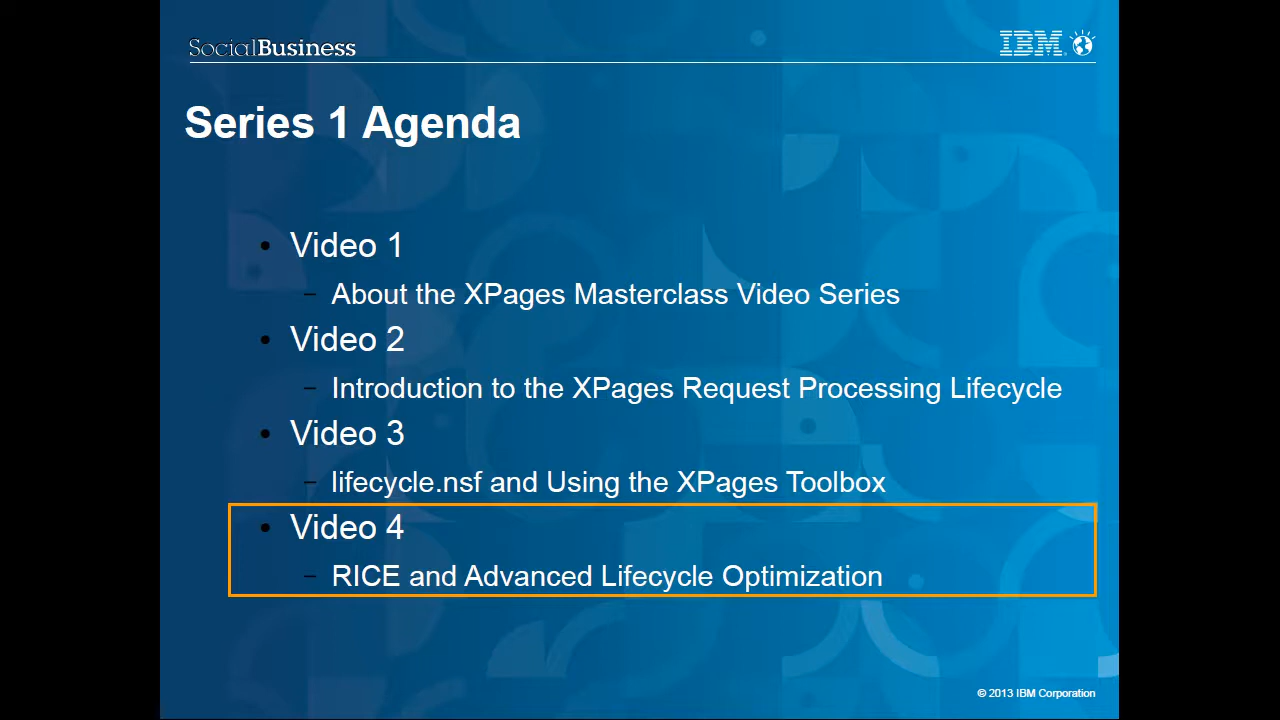 SocialBusiness
IBM
Series 1 Agenda
• Video 1
– About the XPages Masterclass Video Series
• Video 2
– Introduction to the XPages Request Processing Lifecycle
• Video 3
– lifecycle.nsf and Using the XPages Toolbox
• Video 4
– RICE and Advanced Lifecycle Optimization
© 2013 IBM Corporation